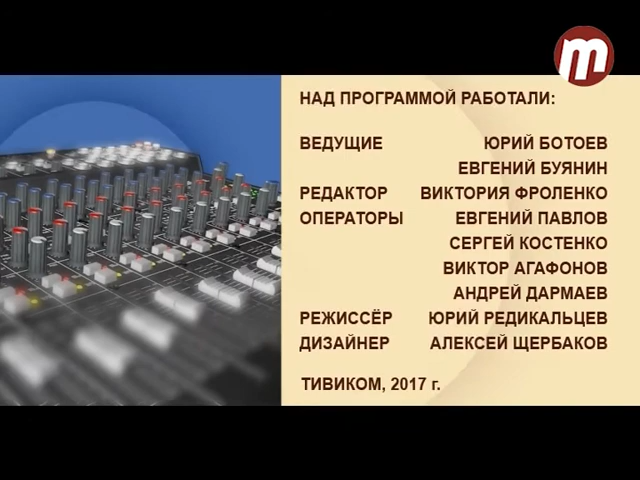 m
НАД ПРОГРАММОЙ РАБОТАЛИ:
ВЕДУЩИЕ ЮРИЙ БОТОЕВ
ЕВГЕНИЙ БУЯНИН
РЕДАКТОР ВИКТОРИЯ ФРОЛЕНКО
ОПЕРАТОРЫ ЕВГЕНИЙ ПАВЛОВ
СЕРГЕЙ КОСТЕНКО
ВИКТОР АГАФОНОВ
АНДРЕЙ ДАРМАЕВ
РЕЖИССЁР ЮРИЙ РЕДИКАЛЬЦЕВ
ДИЗАЙНЕР АЛЕКСЕЙ ЩЕРБАКОВ
ТИВИКОМ, 2017 г.